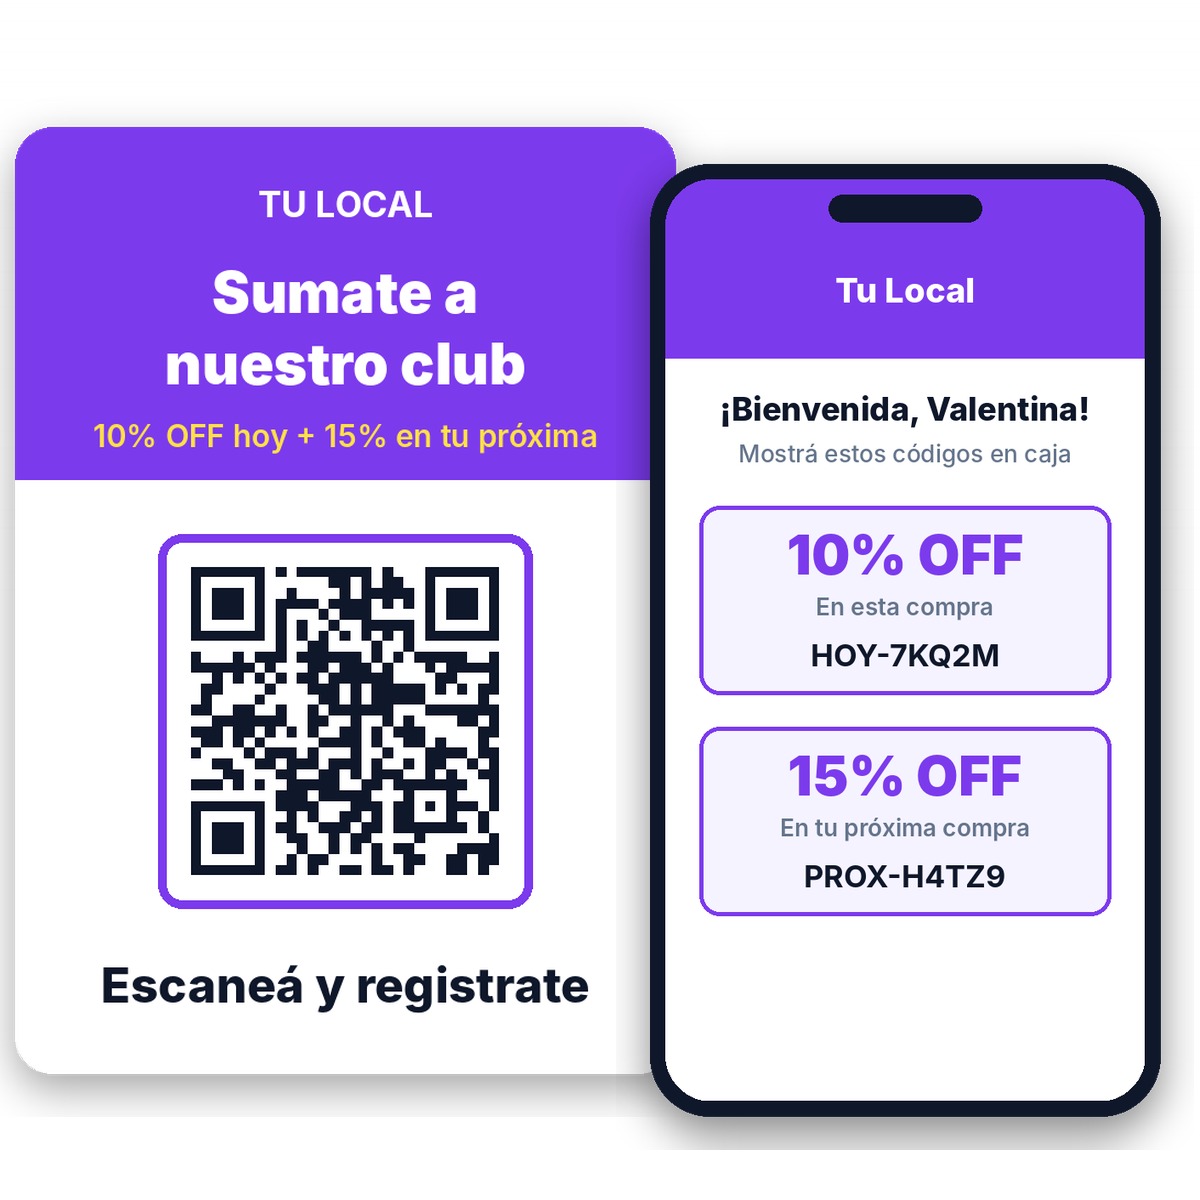 TU LOCAL
Sumate a
nuestro club
10% OFF hoy + 15% en tu próxima
Escaneá y registrate
Tu Local
¡Bienvenida, Valentina!
Mostrá estos códigos en caja
10% OFF
En esta compra
HOY-7KQ2M
15% OFF
En tu próxima compra
PROX-H4TZ9